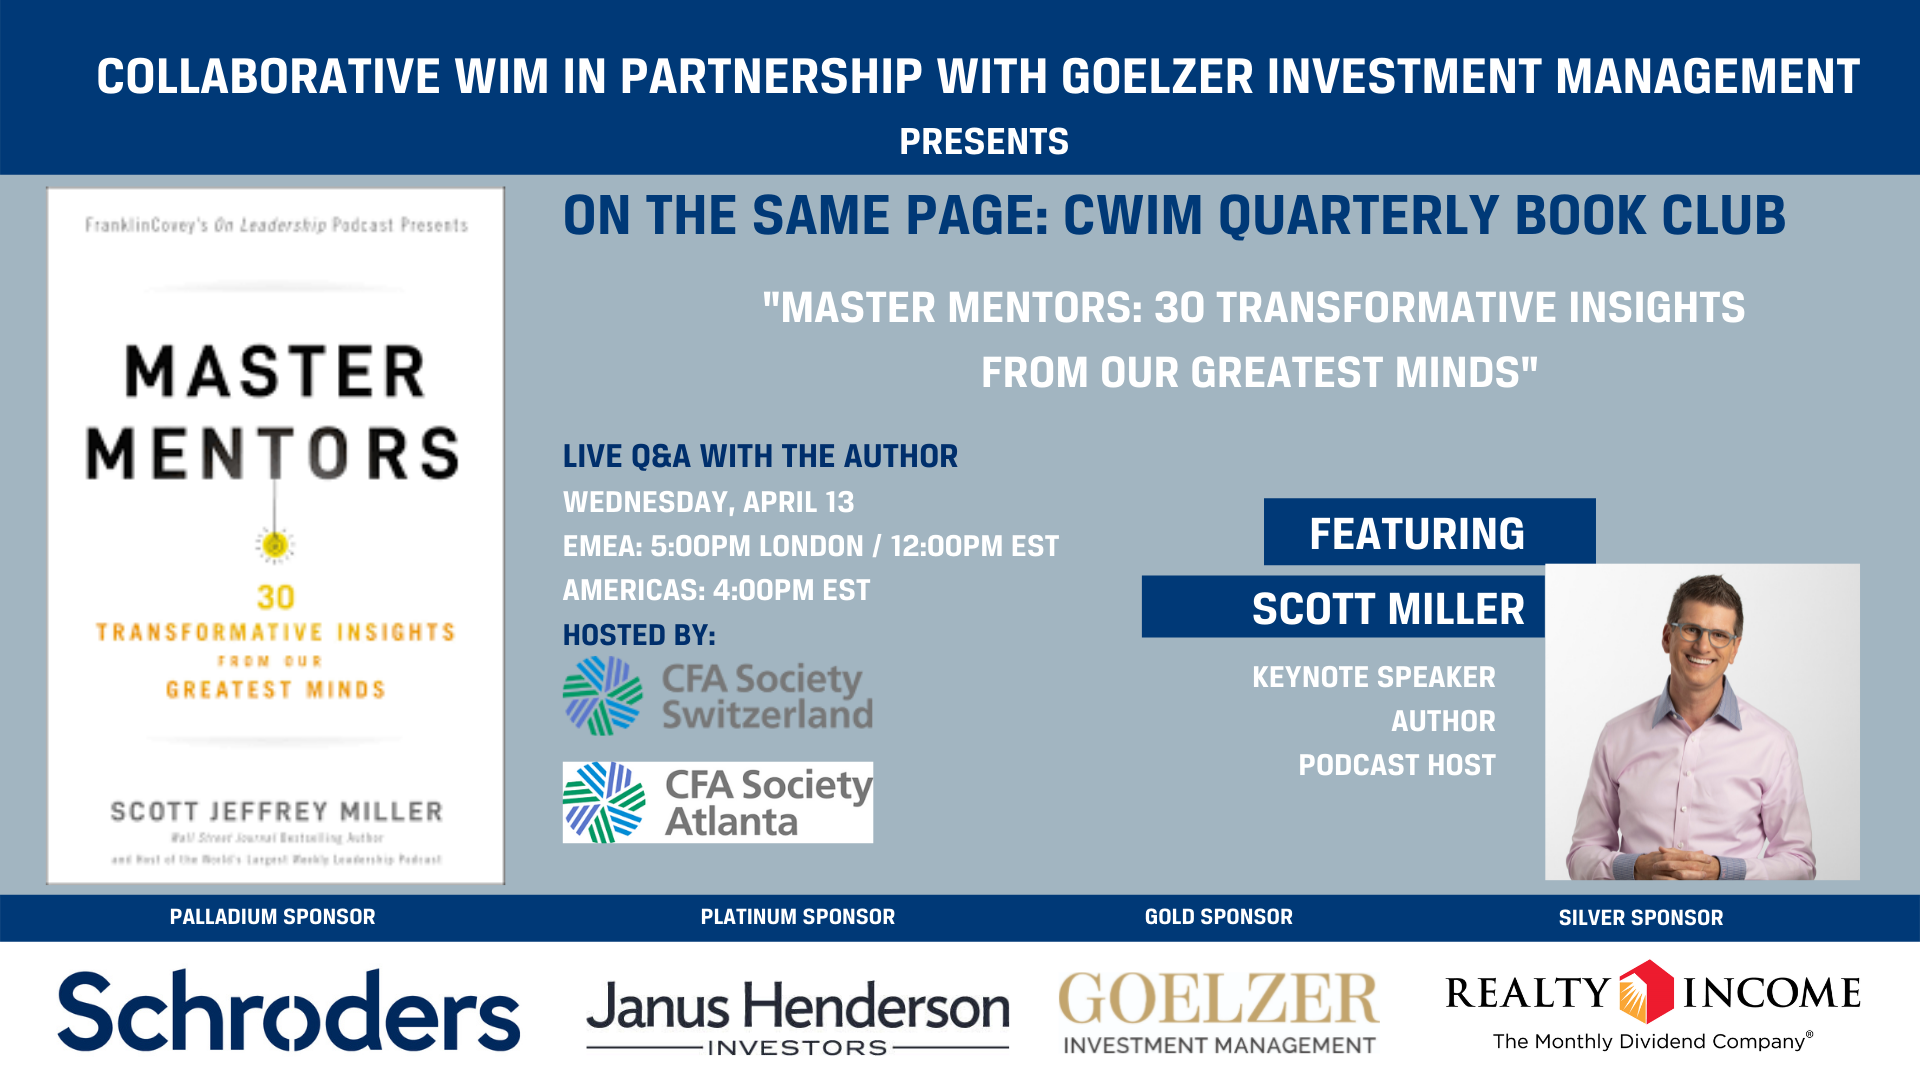 COLLABORATIVE WIM IN PARTNERSHIP WITH GOELZER INVESTMENT MANAGEMENT
PRESENTS
FranklinCovey's On Leadership Podcast Presents
MASTER
MENTORS
30
TRANSFORMATIVE INSIGHTS
FROM OUR
GREATEST MINDS
SCOTT JEFFREY MILLER
Wall Street Journal Bestselling Author
and Host of the World's Largest Weekly Leadership Podcast
ON THE SAME PAGE: CWIM QUARTERLY BOOK CLUB
"MASTER MENTORS: 30 TRANSFORMATIVE INSIGHTS
FROM OUR GREATEST MINDS"
LIVE Q&A WITH THE AUTHOR
WEDNESDAY, APRIL 13
EMEA: 5:00PM LONDON / 12:00PM EST
AMERICAS: 4:00PM EST
HOSTED BY:
CFA Society
Switzerland
CFA Society
Atlanta
FEATURING
SCOTT MILLER
KEYNOTE SPEAKER
AUTHOR
PODCAST HOST
PALLADIUM SPONSOR
PLATINUM SPONSOR
GOLD SPONSOR
SILVER SPONSOR
Schroders
Janus Henderson
INVESTORS
GOELZER
INVESTMENT MANAGEMENT
REALTY INCOME
The Monthly Dividend Company®